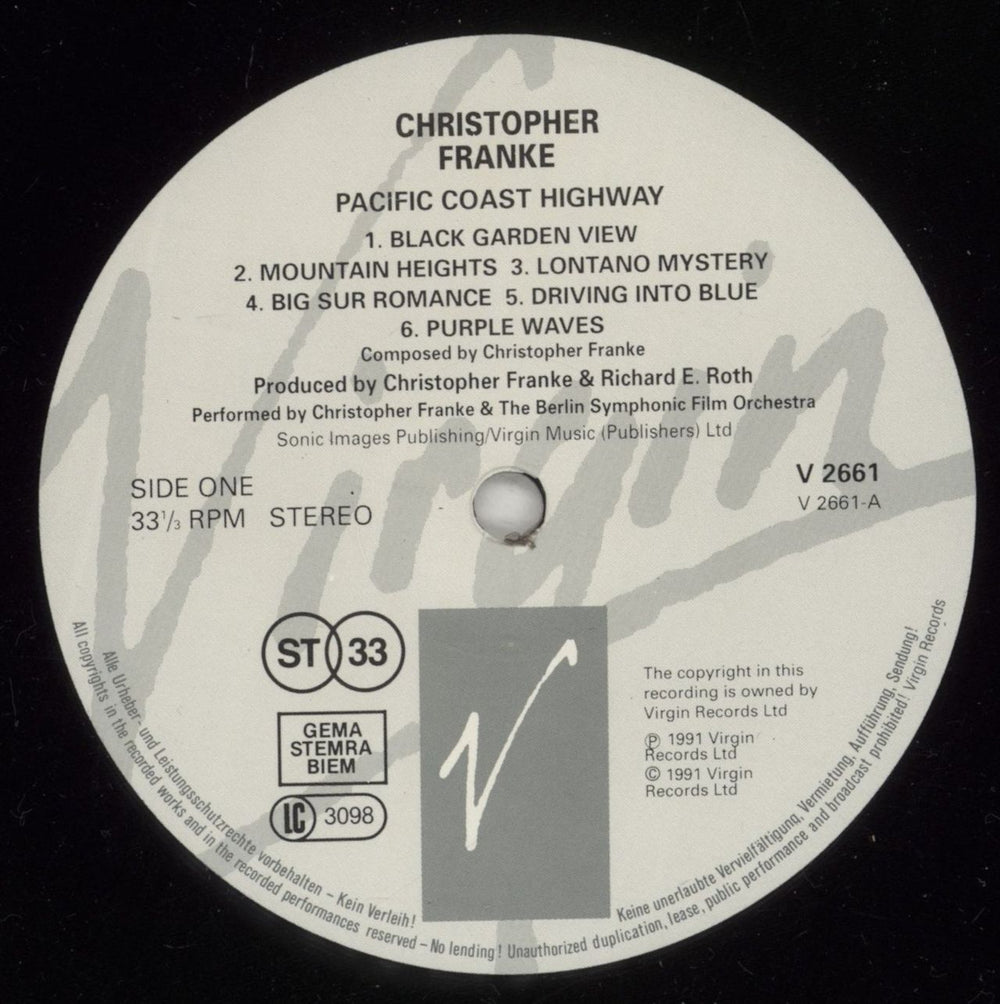 CHRISTOPHER
FRANKE
PACIFIC COAST HIGHWAY
1. BLACK GARDEN VIEW
2. MOUNTAIN HEIGHTS 3. LONTANO MYSTERY
4. BIG SUR ROMANCE 5. DRIVING INTO BLUE
6. PURPLE WAVES
Composed by Christopher Franke
Produced by Christopher Franke & Richard E. Roth
Performed by Christopher Franke & The Berlin Symphonic Film Orchestra
Sonic Images Publishing/Virgin Music (Publishers) Ltd
SIDE ONE
33⅓ RPM STEREO
V 2661
V 2661-A
Virgin
ST 33
GEMA
STEMRA
BIEM
LC 3098
V
The copyright in this
recording is owned by
Virgin Records Ltd
℗ 1991 Virgin
Records Ltd
© 1991 Virgin
Records Ltd
Alle Urheber- und Leistungsschutzrechte vorbehalten – Kein Verleih! Keine unerlaubte Vervielfältigung, Vermietung, Aufführung, Sendung!
All copyrights in the recorded works and in the recorded performances reserved – No lending! Unauthorized duplication, lease, public performance and broadcast prohibited! Virgin Records